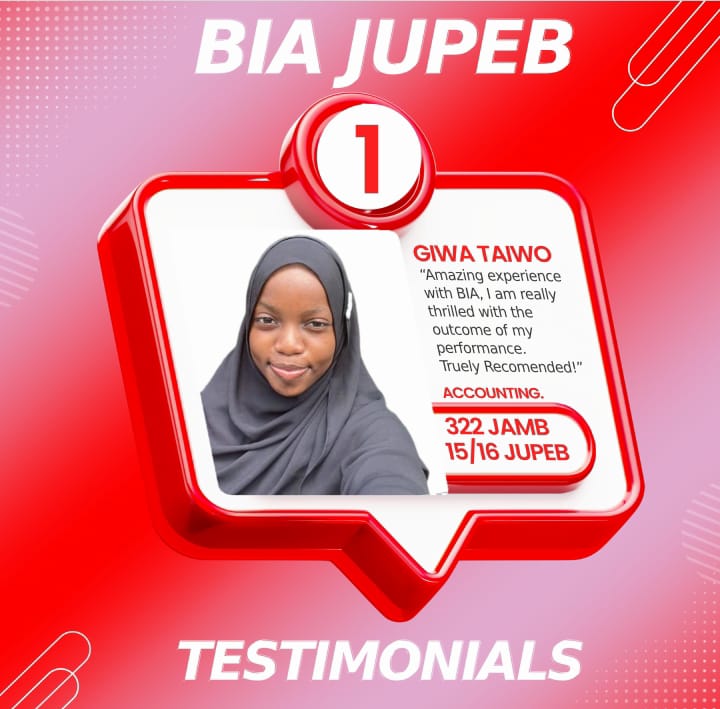 BIA JUPEB
1
GIWA TAIWO
“Amazing experience
with BIA, I am really
thrilled with the
outcome of my
performance.
Truely Recomended!”
ACCOUNTING.
322 JAMB
15/16 JUPEB
TESTIMONIALS